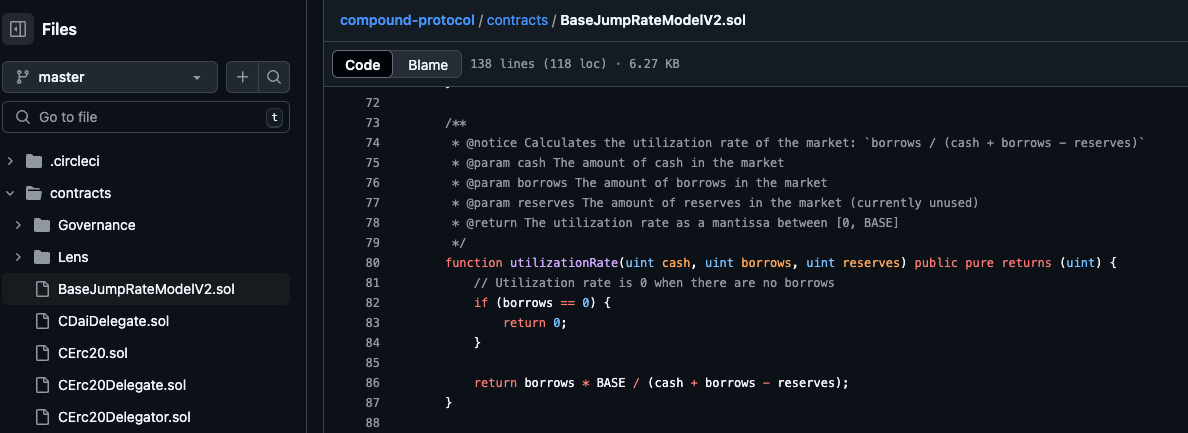 Files
master
Go to file
t
.circleci
contracts
Governance
Lens
BaseJumpRateModelV2.sol
CDaiDelegate.sol
CErc20.sol
CErc20Delegate.sol
CErc20Delegator.sol
compound-protocol / contracts / BaseJumpRateModelV2.sol
Code Blame 138 lines (118 loc) · 6.27 KB
72
73 /**
74 * @notice Calculates the utilization rate of the market: `borrows / (cash + borrows - reserves)`
75 * @param cash The amount of cash in the market
76 * @param borrows The amount of borrows in the market
77 * @param reserves The amount of reserves in the market (currently unused)
78 * @return The utilization rate as a mantissa between [0, BASE]
79 */
80 function utilizationRate(uint cash, uint borrows, uint reserves) public pure returns (uint) {
81 // Utilization rate is 0 when there are no borrows
82 if (borrows == 0) {
83 return 0;
84 }
85
86 return borrows * BASE / (cash + borrows - reserves);
87 }
88